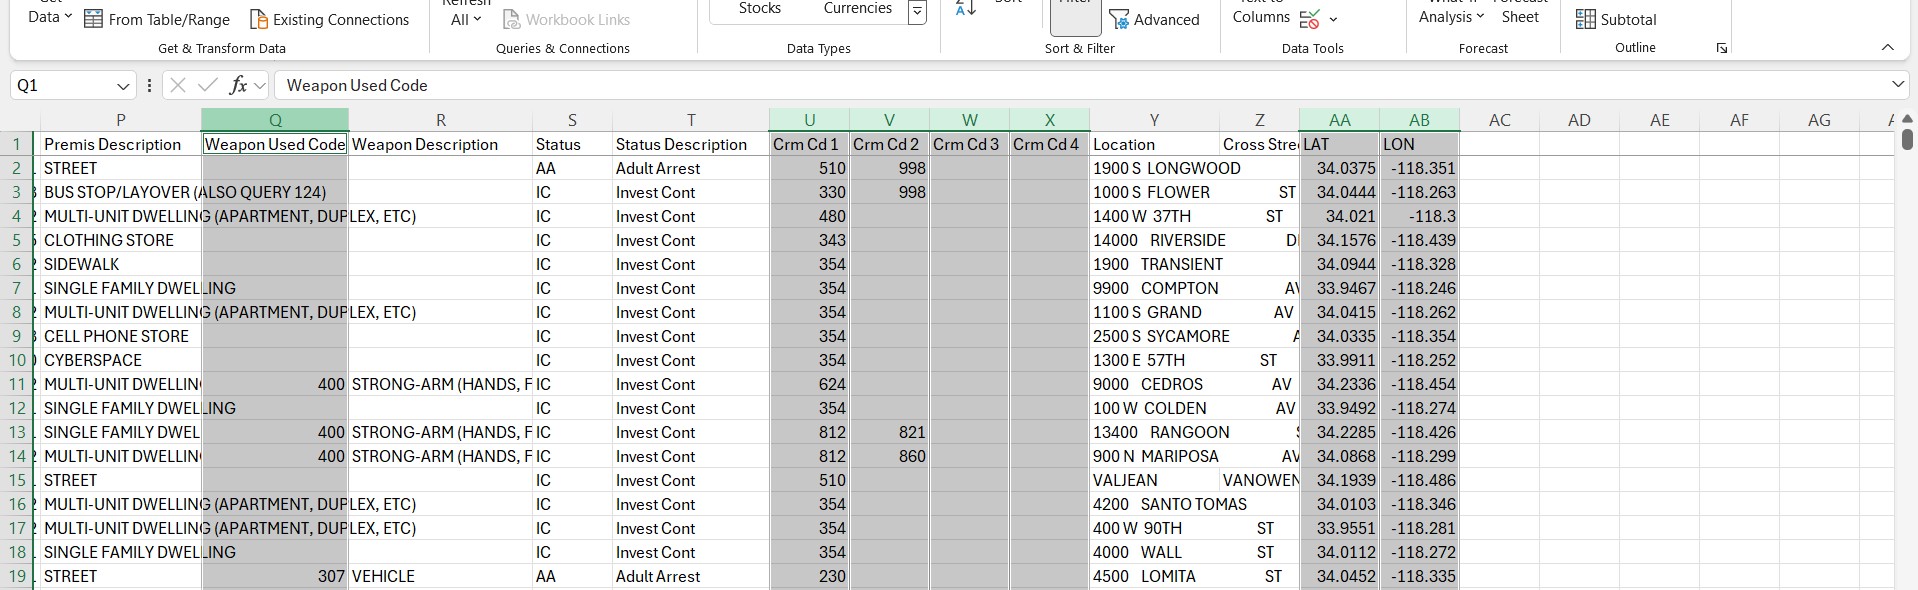 Data From Table/Range Existing Connections
All Workbook Links
Stocks Currencies
Sort
Filter
Advanced
Columns
Analysis Sheet
Subtotal
Get & Transform Data Queries & Connections Data Types Sort & Filter Data Tools Forecast Outline
Q1 fx Weapon Used Code
P Q R S T U V W X Y Z AA AB AC AD AE AF AG
1 Premis Description Weapon Used Code Weapon Description Status Status Description Crm Cd 1 Crm Cd 2 Crm Cd 3 Crm Cd 4 Location Cross Stree LAT LON
2 STREET AA Adult Arrest 510 998 1900 S LONGWOOD 34.0375 -118.351
3 BUS STOP/LAYOVER (ALSO QUERY 124) IC Invest Cont 330 998 1000 S FLOWER ST 34.0444 -118.263
4 MULTI-UNIT DWELLING (APARTMENT, DUPLEX, ETC) IC Invest Cont 480 1400 W 37TH ST 34.021 -118.3
5 CLOTHING STORE IC Invest Cont 343 14000 RIVERSIDE 34.1576 -118.439
6 SIDEWALK IC Invest Cont 354 1900 TRANSIENT 34.0944 -118.328
7 SINGLE FAMILY DWELLING IC Invest Cont 354 9900 COMPTON AV 33.9467 -118.246
8 MULTI-UNIT DWELLING (APARTMENT, DUPLEX, ETC) IC Invest Cont 354 1100 S GRAND AV 34.0415 -118.262
9 CELL PHONE STORE IC Invest Cont 354 2500 S SYCAMORE 34.0335 -118.354
10 CYBERSPACE IC Invest Cont 354 1300 E 57TH ST 33.9911 -118.252
11 MULTI-UNIT DWELLIN 400 STRONG-ARM (HANDS, F IC Invest Cont 624 9000 CEDROS AV 34.2336 -118.454
12 SINGLE FAMILY DWELLING IC Invest Cont 354 100 W COLDEN AV 33.9492 -118.274
13 SINGLE FAMILY DWEL 400 STRONG-ARM (HANDS, F IC Invest Cont 812 821 13400 RANGOON 34.2285 -118.426
14 MULTI-UNIT DWELLIN 400 STRONG-ARM (HANDS, F IC Invest Cont 812 860 900 N MARIPOSA AV 34.0868 -118.299
15 STREET IC Invest Cont 510 VALJEAN VANOWEN 34.1939 -118.486
16 MULTI-UNIT DWELLING (APARTMENT, DUPLEX, ETC) IC Invest Cont 354 4200 SANTO TOMAS 34.0103 -118.346
17 MULTI-UNIT DWELLING (APARTMENT, DUPLEX, ETC) IC Invest Cont 354 400 W 90TH ST 33.9551 -118.281
18 SINGLE FAMILY DWELLING IC Invest Cont 354 4000 WALL ST 34.0112 -118.272
19 STREET 307 VEHICLE AA Adult Arrest 230 4500 LOMITA ST 34.0452 -118.335